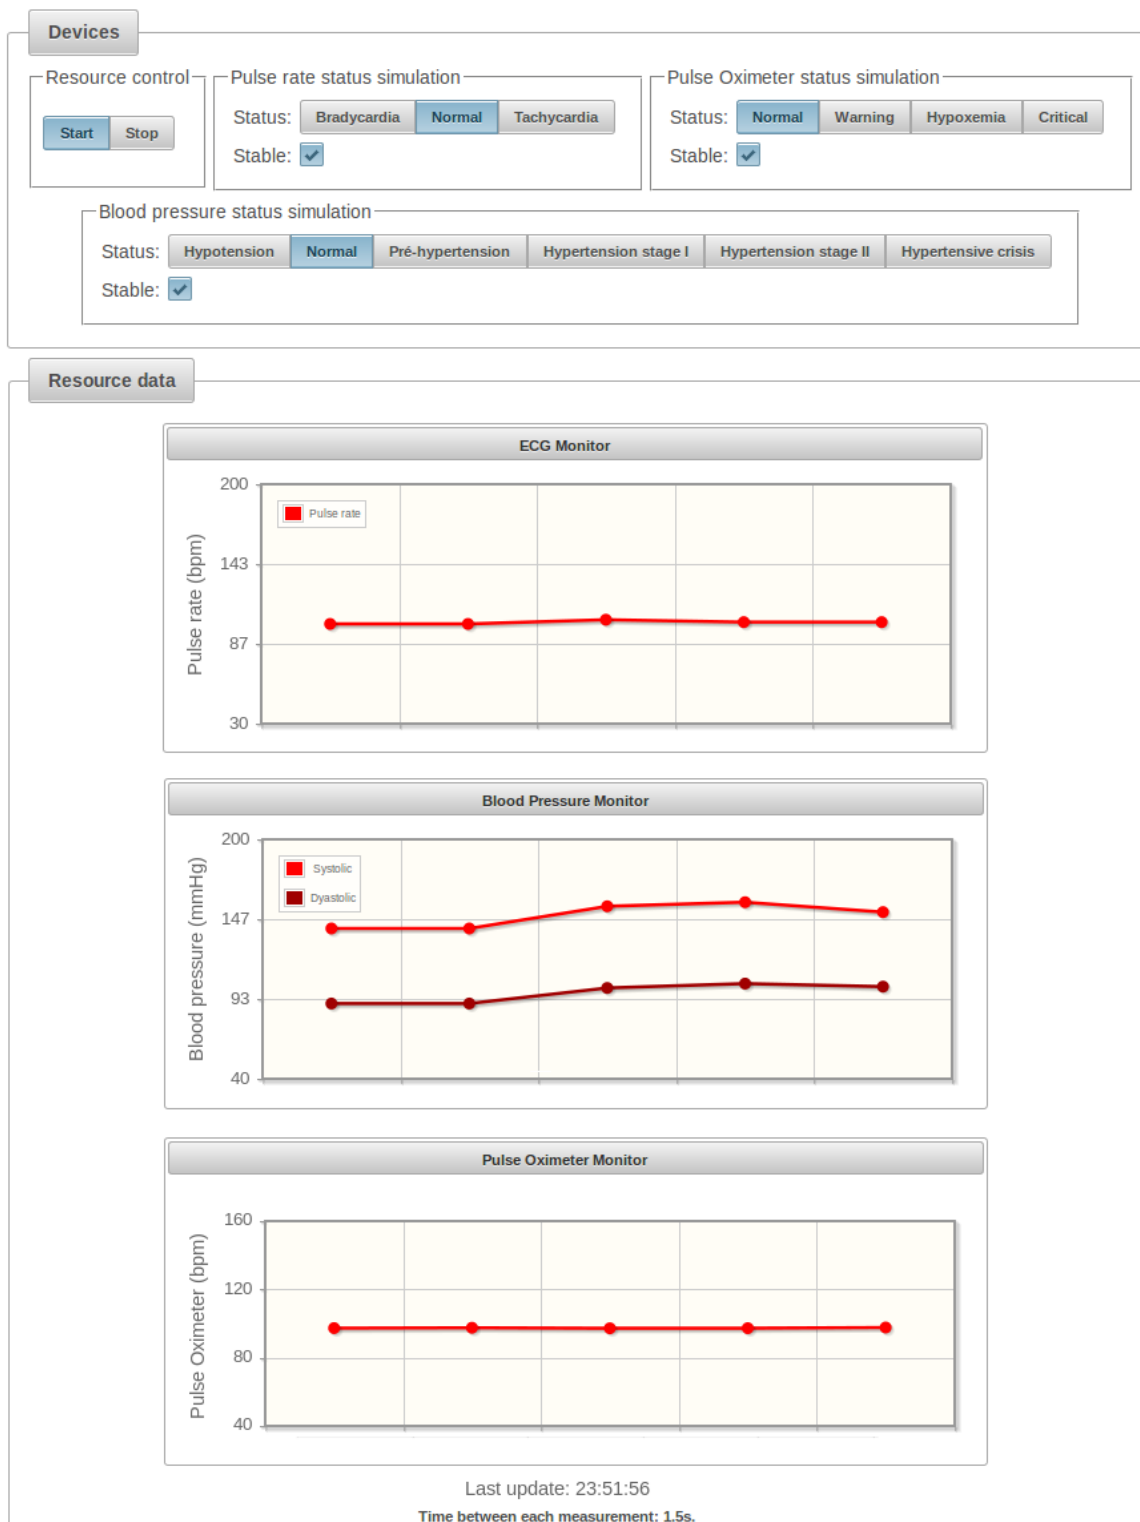 Devices
Resource control
Start Stop
Pulse rate status simulation
Status: Bradycardia Normal Tachycardia
Stable:
Pulse Oximeter status simulation
Status: Normal Warning Hypoxemia Critical
Stable:
Blood pressure status simulation
Status: Hypotension Normal Pré-hypertension Hypertension stage I Hypertension stage II Hypertensive crisis
Stable:
Resource data
ECG Monitor
Pulse rate (bpm)
200
143
87
30
Pulse rate
Blood Pressure Monitor
Blood pressure (mmHg)
200
147
93
40
Systolic
Dyastolic
Pulse Oximeter Monitor
Pulse Oximeter (bpm)
160
120
80
40
Last update: 23:51:56
Time between each measurement: 1.5s.